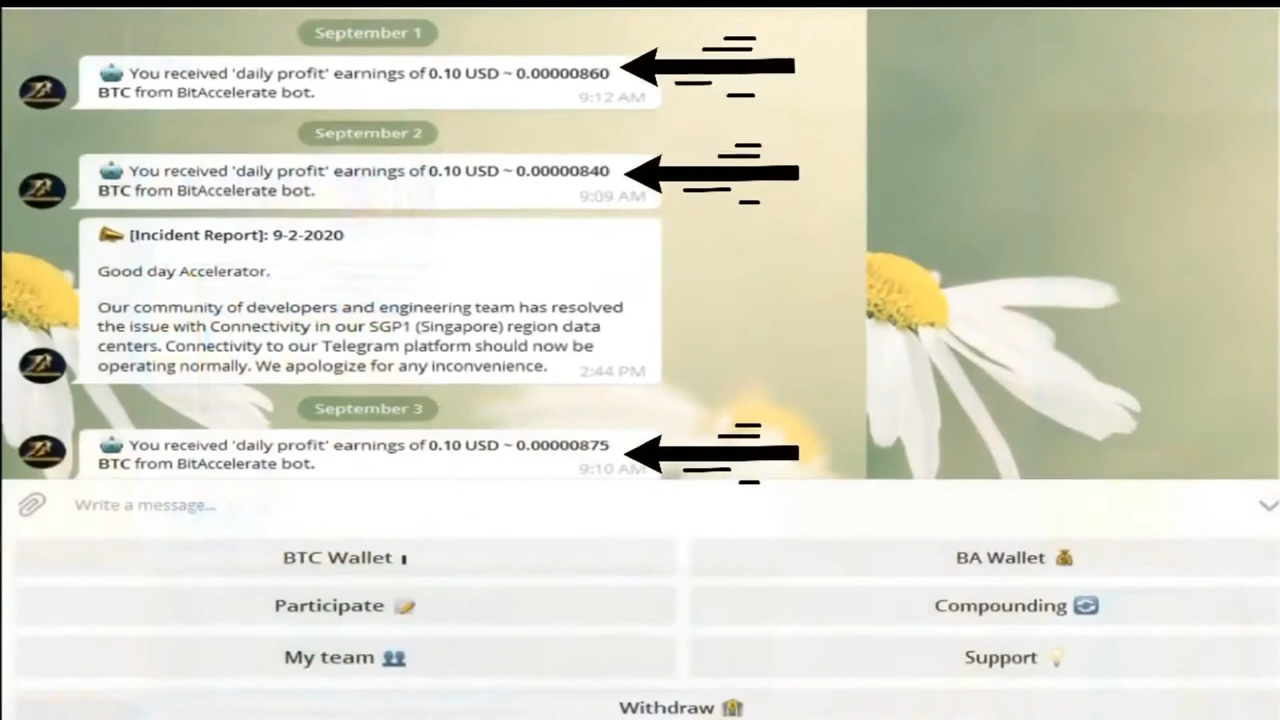 September 1
You received 'daily profit' earnings of 0.10 USD ~ 0.00000860
BTC from BitAccelerate bot.
9:12 AM
September 2
You received 'daily profit' earnings of 0.10 USD ~ 0.00000840
BTC from BitAccelerate bot.
9:09 AM
[Incident Report]: 9-2-2020
Good day Accelerator.
Our community of developers and engineering team has resolved
the issue with Connectivity in our SGP1 (Singapore) region data
centers. Connectivity to our Telegram platform should now be
operating normally. We apologize for any inconvenience.
2:44 PM
September 3
You received 'daily profit' earnings of 0.10 USD ~ 0.00000875
BTC from BitAccelerate bot.
9:10 AM
Write a message...
BTC Wallet
BA Wallet
Participate
Compounding
My team
Support
Withdraw